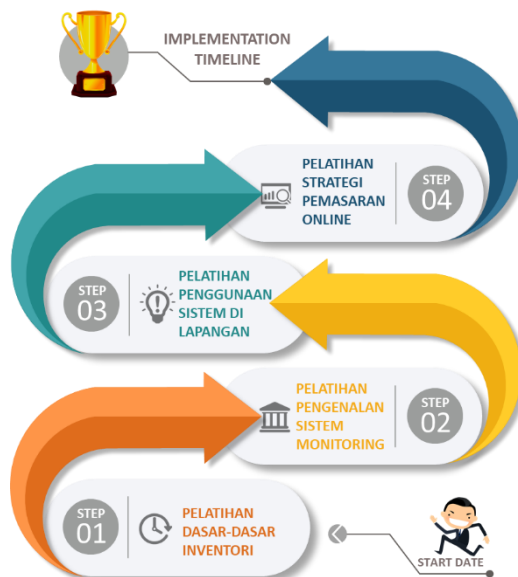 IMPLEMENTATION
TIMELINE
PELATIHAN
STRATEGI
PEMASARAN
ONLINE
STEP
04
STEP
03
PELATIHAN
PENGGUNAAN
SISTEM DI
LAPANGAN
PELATIHAN
PENGENALAN
SISTEM
MONITORING
STEP
02
STEP
01
PELATIHAN
DASAR-DASAR
INVENTORI
START DATE